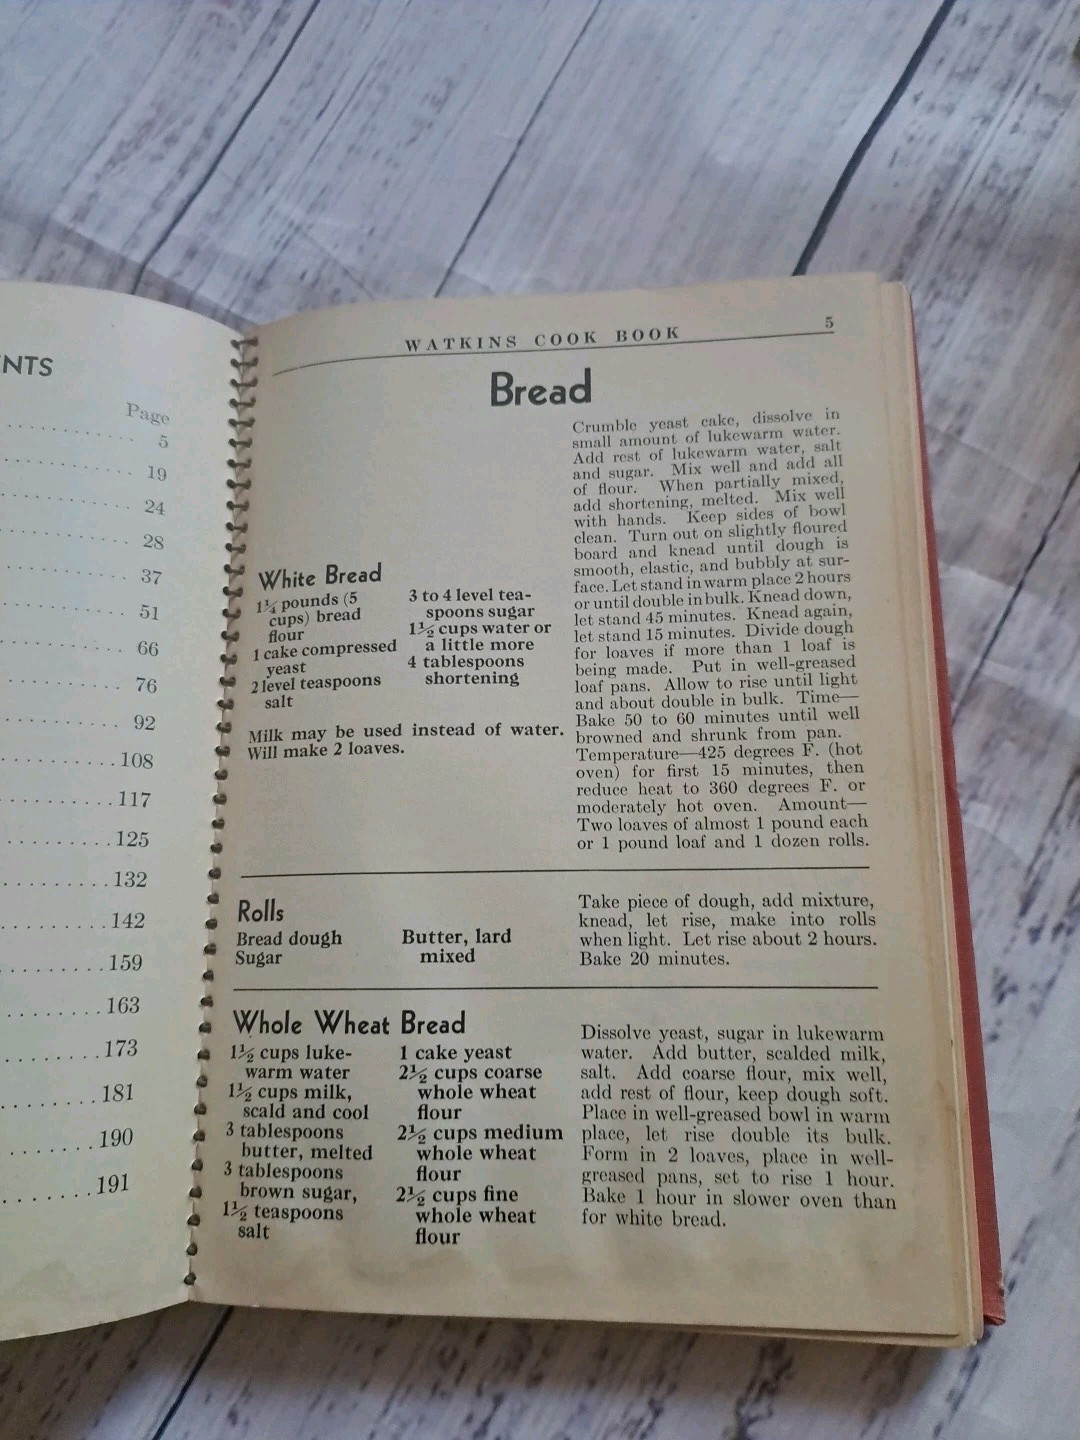 NTS
Page
5
19
24
28
37
51
66
76
92
108
117
125
132
142
159
163
173
181
190
191
WATKINS COOK BOOK 5
Bread
White Bread
1¼ pounds (5
cups) bread
flour
1 cake compressed
yeast
2 level teaspoons
salt
3 to 4 level tea-
spoons sugar
1½ cups water or
a little more
4 tablespoons
shortening
Milk may be used instead of water.
Will make 2 loaves.
Crumble yeast cake, dissolve in
small amount of lukewarm water.
Add rest of lukewarm water, salt
and sugar. Mix well and add all
of flour. When partially mixed,
add shortening, melted. Mix well
with hands. Keep sides of bowl
clean. Turn out on slightly floured
board and knead until dough is
smooth, elastic, and bubbly at sur-
face. Let stand in warm place 2 hours
or until double in bulk. Knead down,
let stand 45 minutes. Knead again,
let stand 15 minutes. Divide dough
for loaves if more than 1 loaf is
being made. Put in well-greased
loaf pans. Allow to rise until light
and about double in bulk. Time—
Bake 50 to 60 minutes until well
browned and shrunk from pan.
Temperature—425 degrees F. (hot
oven) for first 15 minutes, then
reduce heat to 360 degrees F. or
moderately hot oven. Amount—
Two loaves of almost 1 pound each
or 1 pound loaf and 1 dozen rolls.
Rolls
Bread dough
Sugar
Butter, lard
mixed
Take piece of dough, add mixture,
knead, let rise, make into rolls
when light. Let rise about 2 hours.
Bake 20 minutes.
Whole Wheat Bread
1½ cups luke-
warm water
1½ cups milk,
scald and cool
3 tablespoons
butter, melted
3 tablespoons
brown sugar,
1½ teaspoons
salt
1 cake yeast
2½ cups coarse
whole wheat
flour
2½ cups medium
whole wheat
flour
2½ cups fine
whole wheat
flour
Dissolve yeast, sugar in lukewarm
water. Add butter, scalded milk,
salt. Add coarse flour, mix well,
add rest of flour, keep dough soft.
Place in well-greased bowl in warm
place, let rise double its bulk.
Form in 2 loaves, place in well-
greased pans, set to rise 1 hour.
Bake 1 hour in slower oven than
for white bread.